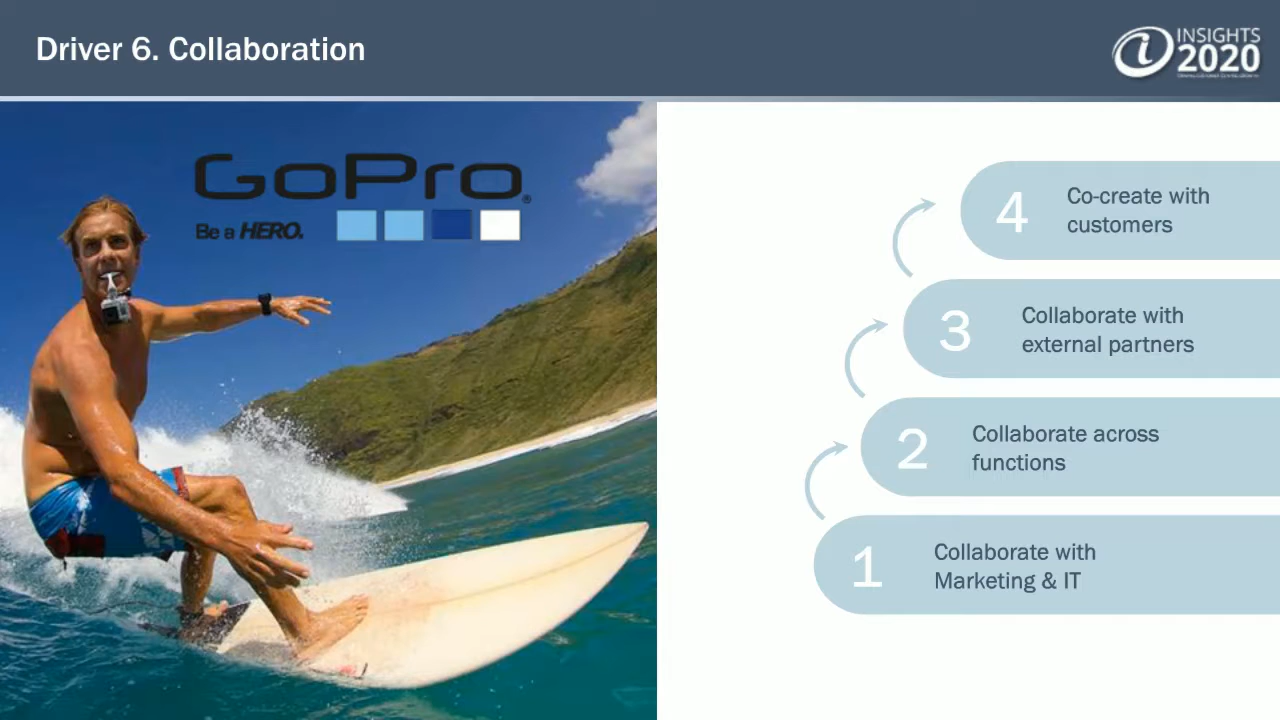 Driver 6. Collaboration
INSIGHTS
2020
GoPro®
Be a HERO.
4
Co-create with
customers
3
Collaborate with
external partners
2
Collaborate across
functions
1
Collaborate with
Marketing & IT